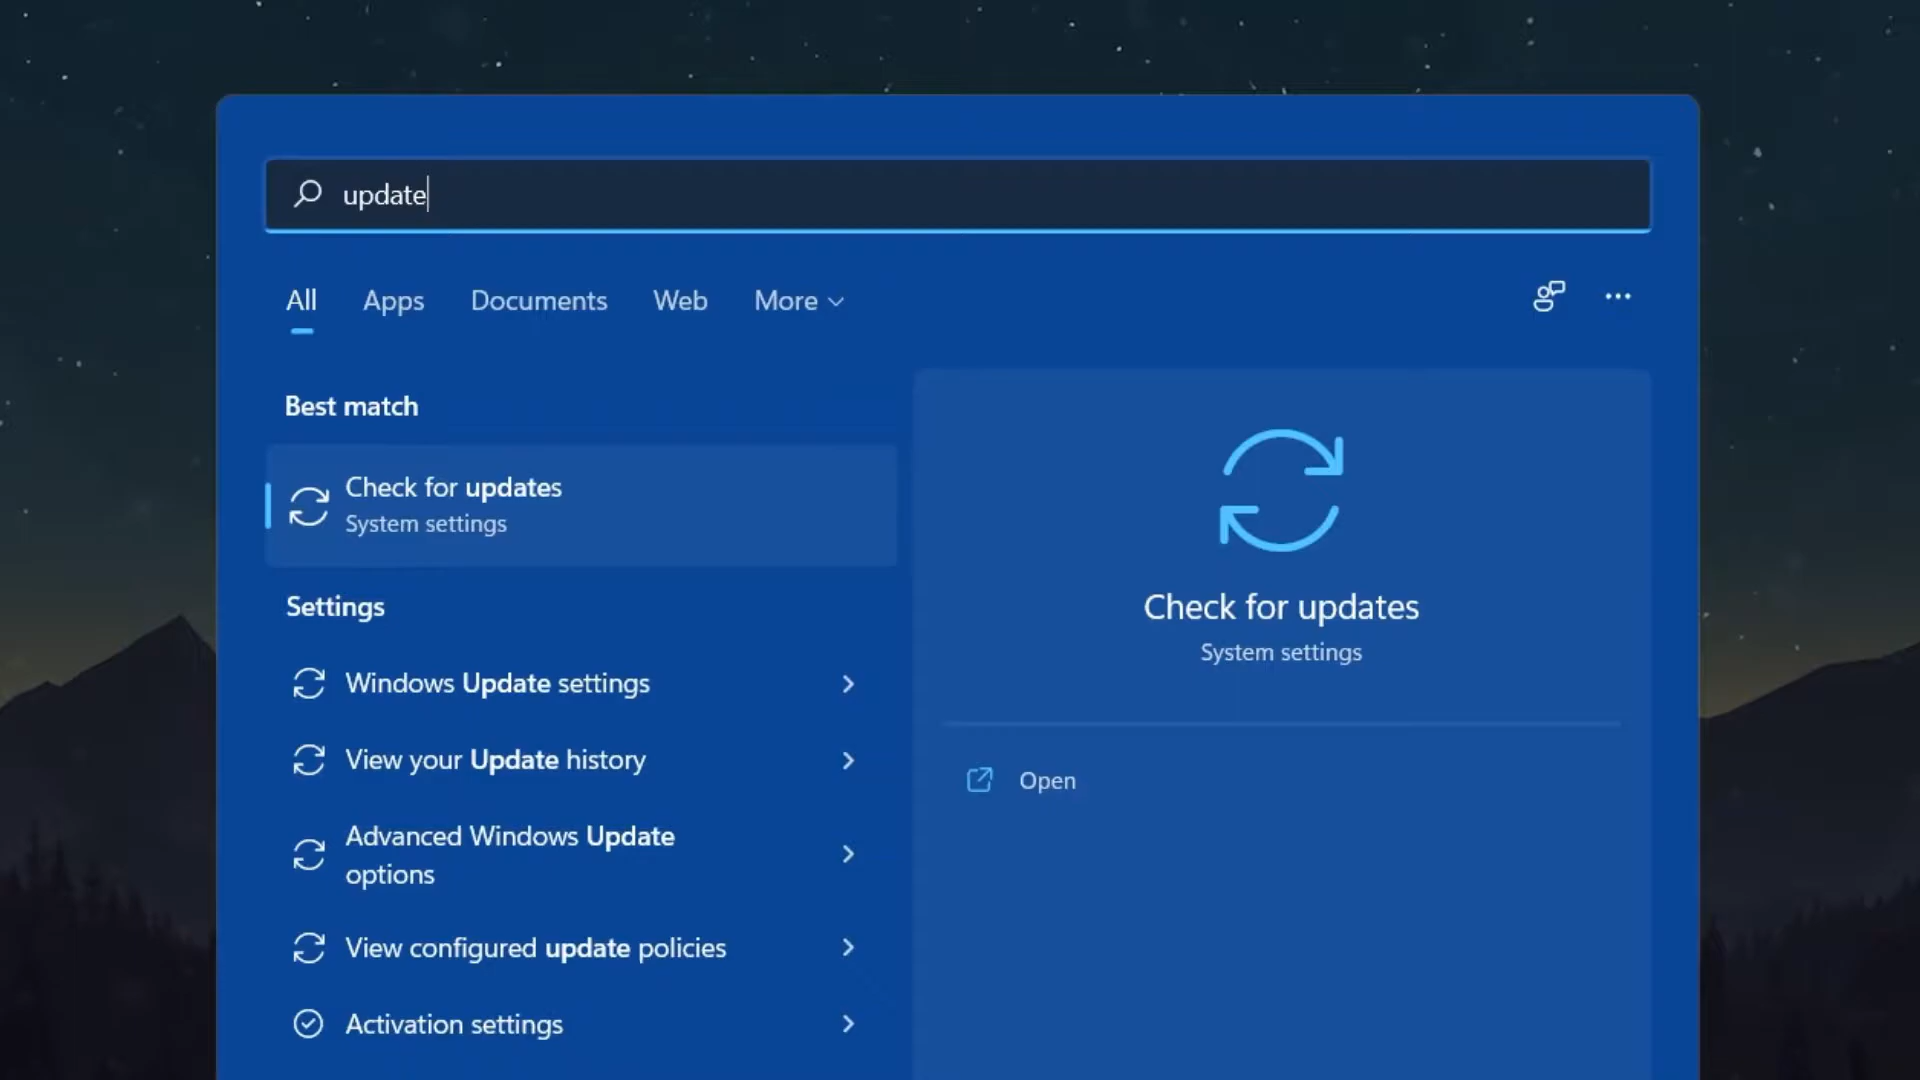 update
All Apps Documents Web More
Best match
Check for updates
System settings
Settings
Windows Update settings
View your Update history
Advanced Windows Update
options
View configured update policies
Activation settings
Check for updates
System settings
Open